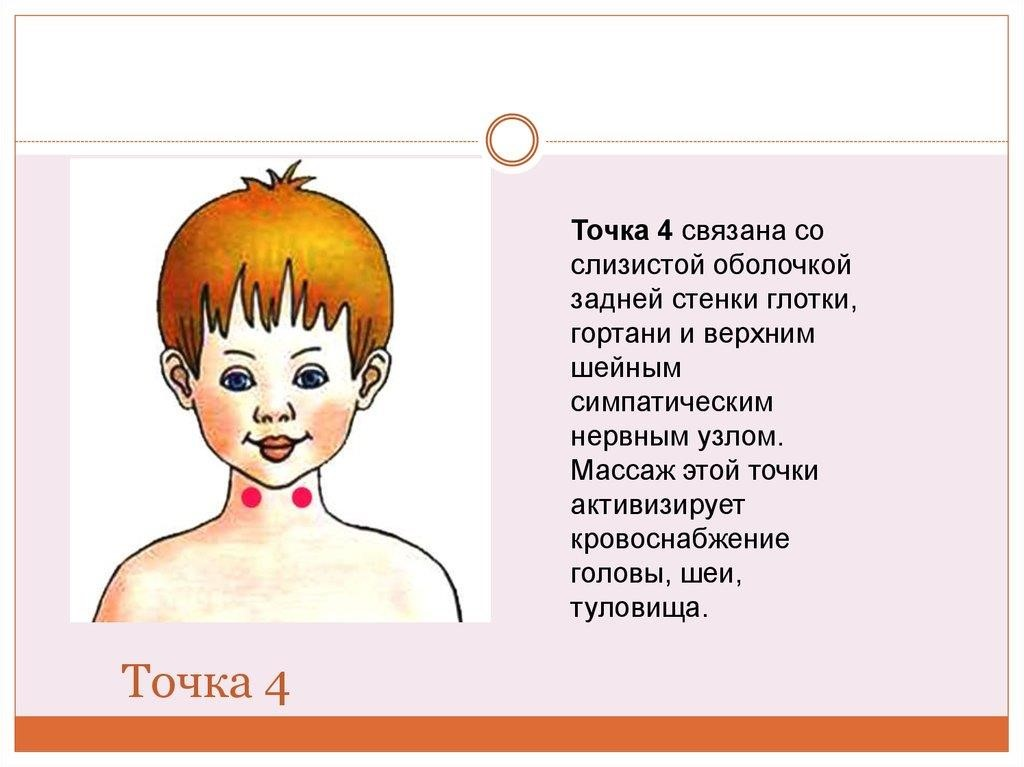 Точка 4 связана со
слизистой оболочкой
задней стенки глотки,
гортани и верхним
шейным
симпатическим
нервным узлом.
Массаж этой точки
активизирует
кровоснабжение
головы, шеи,
туловища.
Точка 4